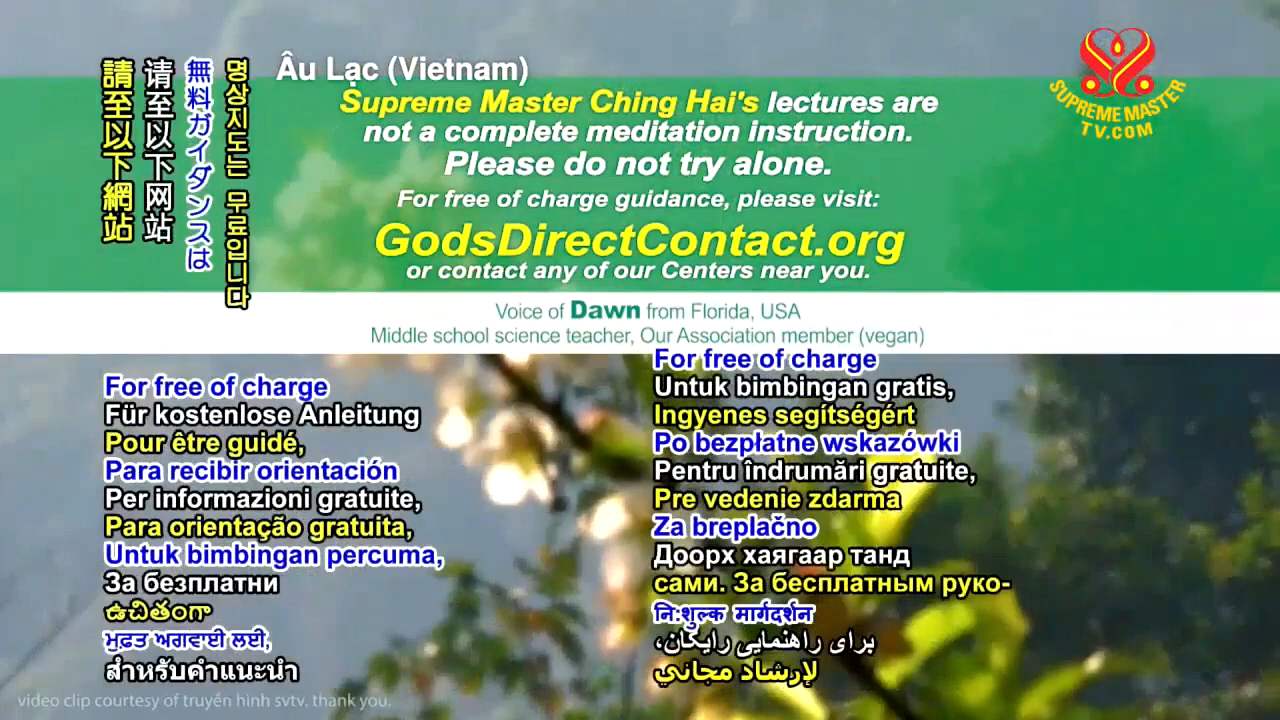 Âu Lạc (Vietnam)
SUPREME MASTER
TV.COM
Supreme Master Ching Hai's lectures are
not a complete meditation instruction.
Please do not try alone.
For free of charge guidance, please visit:
GodsDirectContact.org
or contact any of our Centers near you.
請至以下網站
请至以下网站
無料ガイダンスは
명상지도는 무료입니다
Voice of Dawn from Florida, USA
Middle school science teacher, Our Association member (vegan)
For free of charge
Für kostenlose Anleitung
Pour être guidé,
Para recibir orientación
Per informazioni gratuite,
Para orientação gratuita,
Untuk bimbingan percuma,
За безплатни
ఉచితంగా
ਮੁਫ਼ਤ ਅਗਵਾਈ ਲਈ,
สำหรับคำแนะนำ
For free of charge
Untuk bimbingan gratis,
Ingyenes segítségért
Po bezpłatne wskazówki
Pentru îndrumări gratuite,
Pre vedenie zdarma
Za breplačno
Доорх хаягаар танд
сами. За бесплатным руко-
नि:शुल्क मार्गदर्शन
برای راهنمایی رایگان،
لإرشاد مجاني
video clip courtesy of truyền hình svtv. thank you.